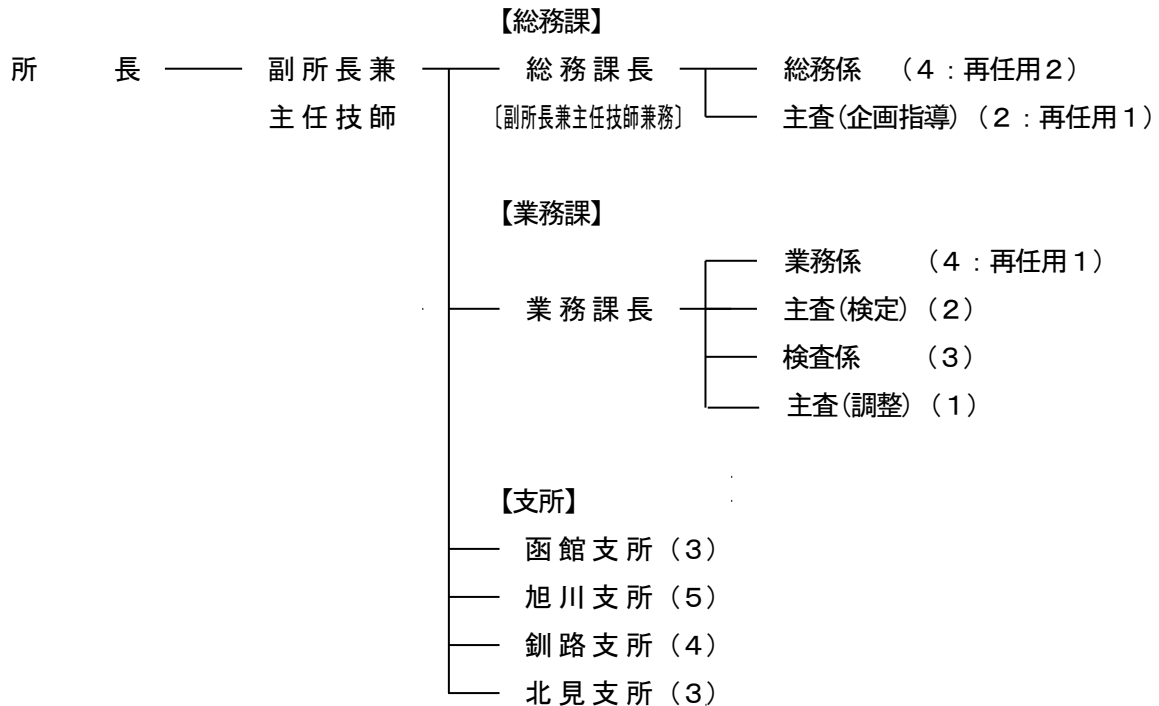 【総務課】
所　長　副所長兼　総務課長　総務係　（４：再任用２）
主任技師　〔副所長兼主任技師兼務〕　主査(企画指導)（２：再任用１）
【業務課】
業務係　（４：再任用１）
業務課長　主査(検定)（２）
検査係　（３）
主査(調整)（１）
【支所】
函館支所（３）
旭川支所（５）
釧路支所（４）
北見支所（３）